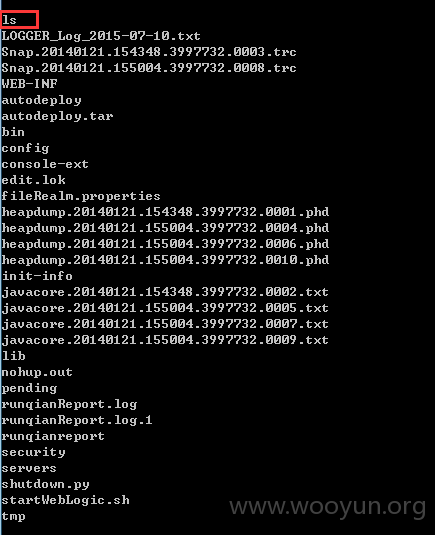 ls
LOGGER_Log_2015-07-10.txt
Snap.20140121.154348.3997732.0003.trc
Snap.20140121.155004.3997732.0008.trc
WEB-INF
autodeploy
autodeploy.tar
bin
config
console-ext
edit.lok
fileRealm.properties
heapdump.20140121.154348.3997732.0001.phd
heapdump.20140121.155004.3997732.0004.phd
heapdump.20140121.155004.3997732.0006.phd
heapdump.20140121.155004.3997732.0010.phd
init-info
javacore.20140121.154348.3997732.0002.txt
javacore.20140121.155004.3997732.0005.txt
javacore.20140121.155004.3997732.0007.txt
javacore.20140121.155004.3997732.0009.txt
lib
nohup.out
pending
runqianReport.log
runqianReport.log.1
runqianreport
security
servers
shutdown.py
startWebLogic.sh
tmp
www.wooyun.org